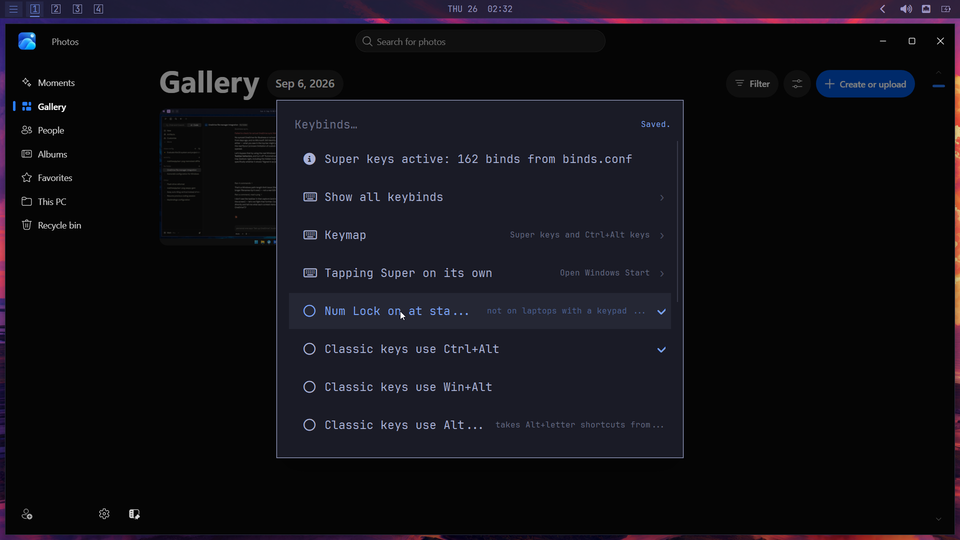 1 2 3 4
THU 26 02:32
Photos
Search for photos
Moments
Gallery
People
Albums
Favorites
This PC
Recycle bin
Gallery Sep 6, 2026
Filter
Create or upload
Keybinds…
Saved.
Super keys active: 162 binds from binds.conf
Show all keybinds
Keymap Super keys and Ctrl+Alt keys
Tapping Super on its own Open Windows Start
Num Lock on at sta... not on laptops with a keypad ...
Classic keys use Ctrl+Alt
Classic keys use Win+Alt
Classic keys use Alt... takes Alt+letter shortcuts from...